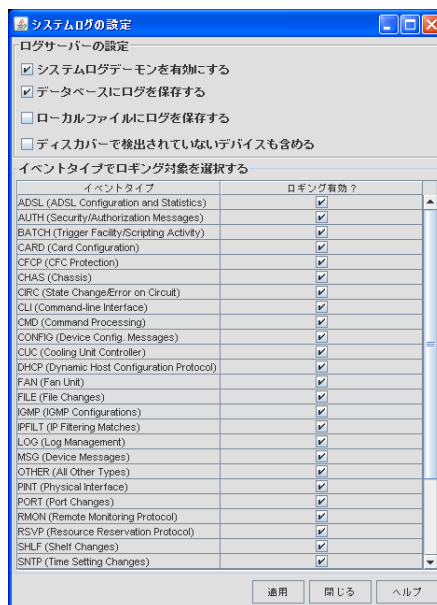 システムログの設定
ログサーバーの設定
システムログデーモンを有効にする
データベースにログを保存する
ローカルファイルにログを保存する
ディスカバーで検出されていないデバイスも含める
イベントタイプでロギング対象を選択する
イベントタイプ ロギング有効?
ADSL (ADSL Configuration and Statistics)
AUTH (Security/Authorization Messages)
BATCH (Trigger Facility/Scripting Activity)
CARD (Card Configuration)
CFCP (CFC Protection)
CHAS (Chassis)
CIRC (State Change/Error on Circuit)
CLI (Command-line Interface)
CMD (Command Processing)
CONFIG (Device Config. Messages)
CUC (Cooling Unit Controller)
DHCP (Dynamic Host Configuration Protocol)
FAN (Fan Unit)
FILE (File Changes)
IGMP (IGMP Configurations)
IPFILT (IP Filtering Matches)
LOG (Log Management)
MSG (Device Messages)
OTHER (All Other Types)
PINT (Physical Interface)
PORT (Port Changes)
RMON (Remote Monitoring Protocol)
RSVP (Resource Reservation Protocol)
SHLF (Shelf Changes)
SNTP (Time Setting Changes)
適用 閉じる ヘルプ